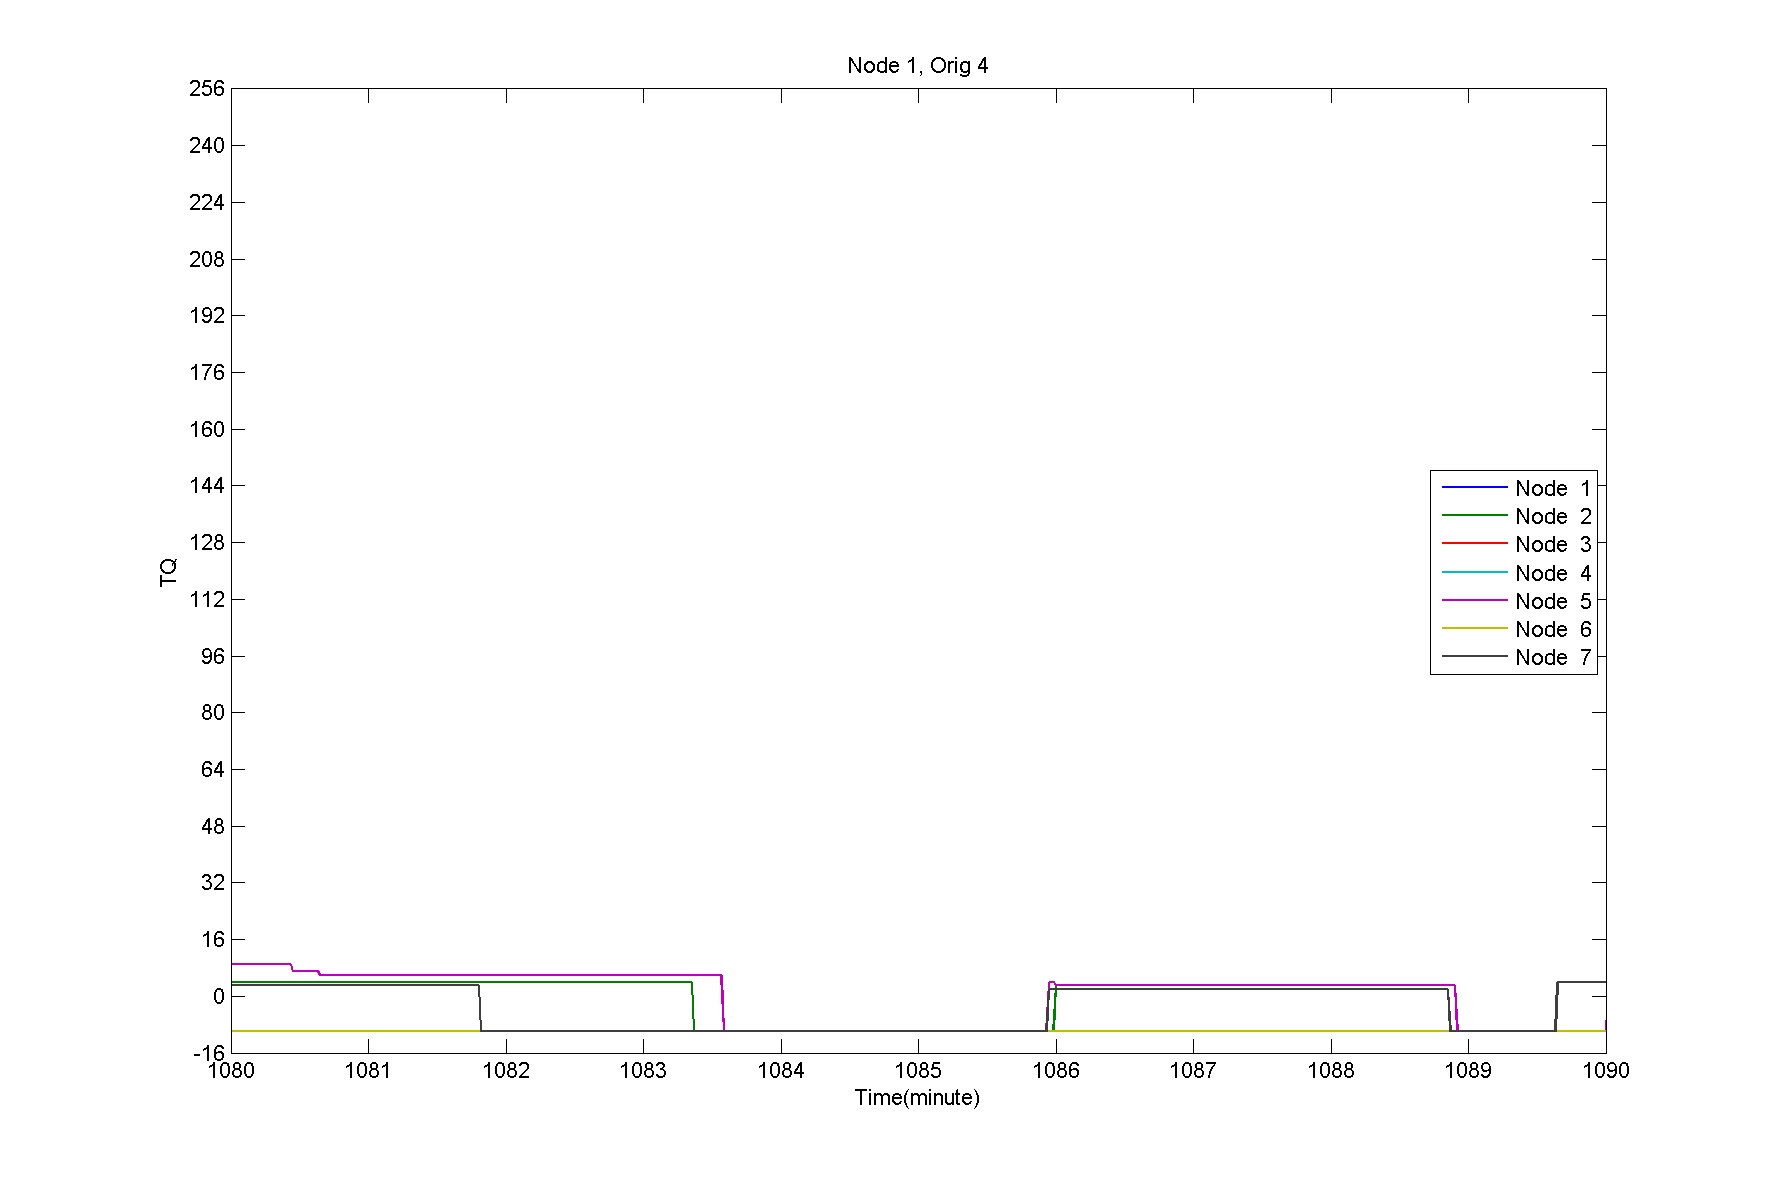 Node 1, Orig 4
256
240
224
208
192
176
160
144
128
112
96
80
64
48
32
16
0
-16
TQ
Node 1
Node 2
Node 3
Node 4
Node 5
Node 6
Node 7
1080 1081 1082 1083 1084 1085 1086 1087 1088 1089 1090
Time(minute)